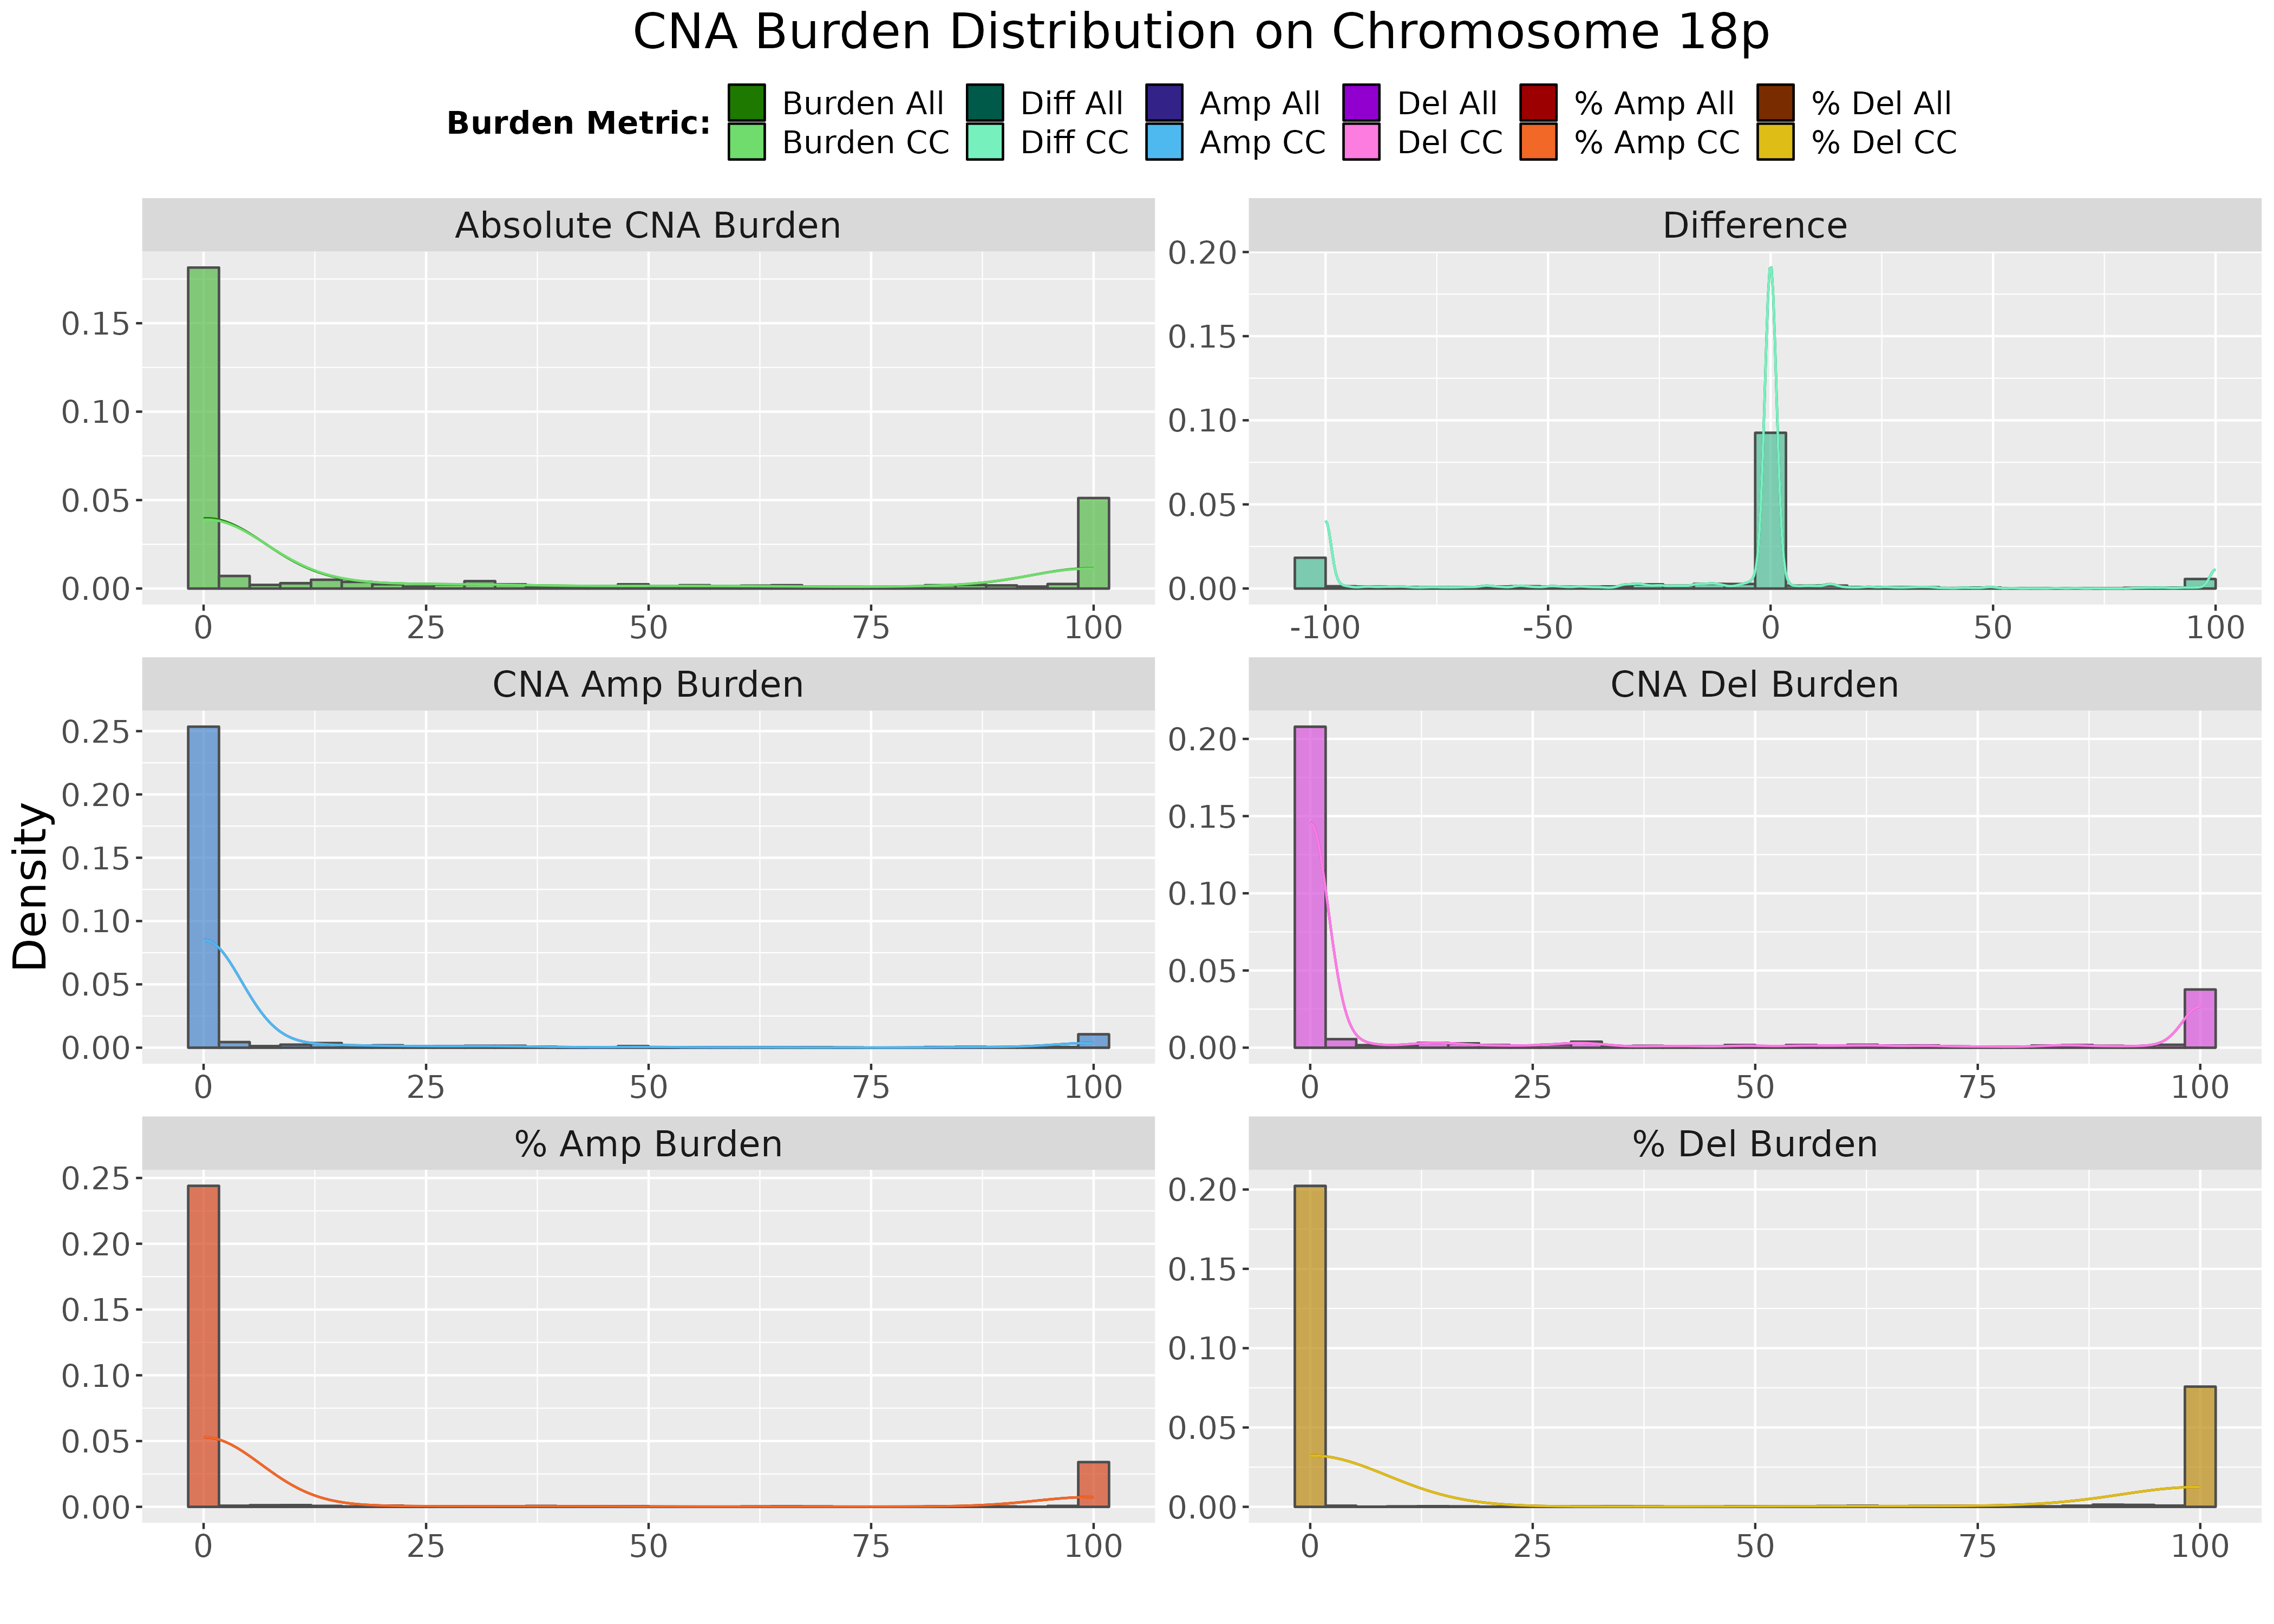 CNA Burden Distribution on Chromosome 18p
Burden Metric:
Burden All Diff All Amp All Del All % Amp All % Del All
Burden CC Diff CC Amp CC Del CC % Amp CC % Del CC
Absolute CNA Burden
0.15
0.10
0.05
0.00
0 25 50 75 100
Difference
0.20
0.15
0.10
0.05
0.00
-100 -50 0 50 100
Density
CNA Amp Burden
0.25
0.20
0.15
0.10
0.05
0.00
0 25 50 75 100
CNA Del Burden
0.20
0.15
0.10
0.05
0.00
0 25 50 75 100
% Amp Burden
0.25
0.20
0.15
0.10
0.05
0.00
0 25 50 75 100
% Del Burden
0.20
0.15
0.10
0.05
0.00
0 25 50 75 100